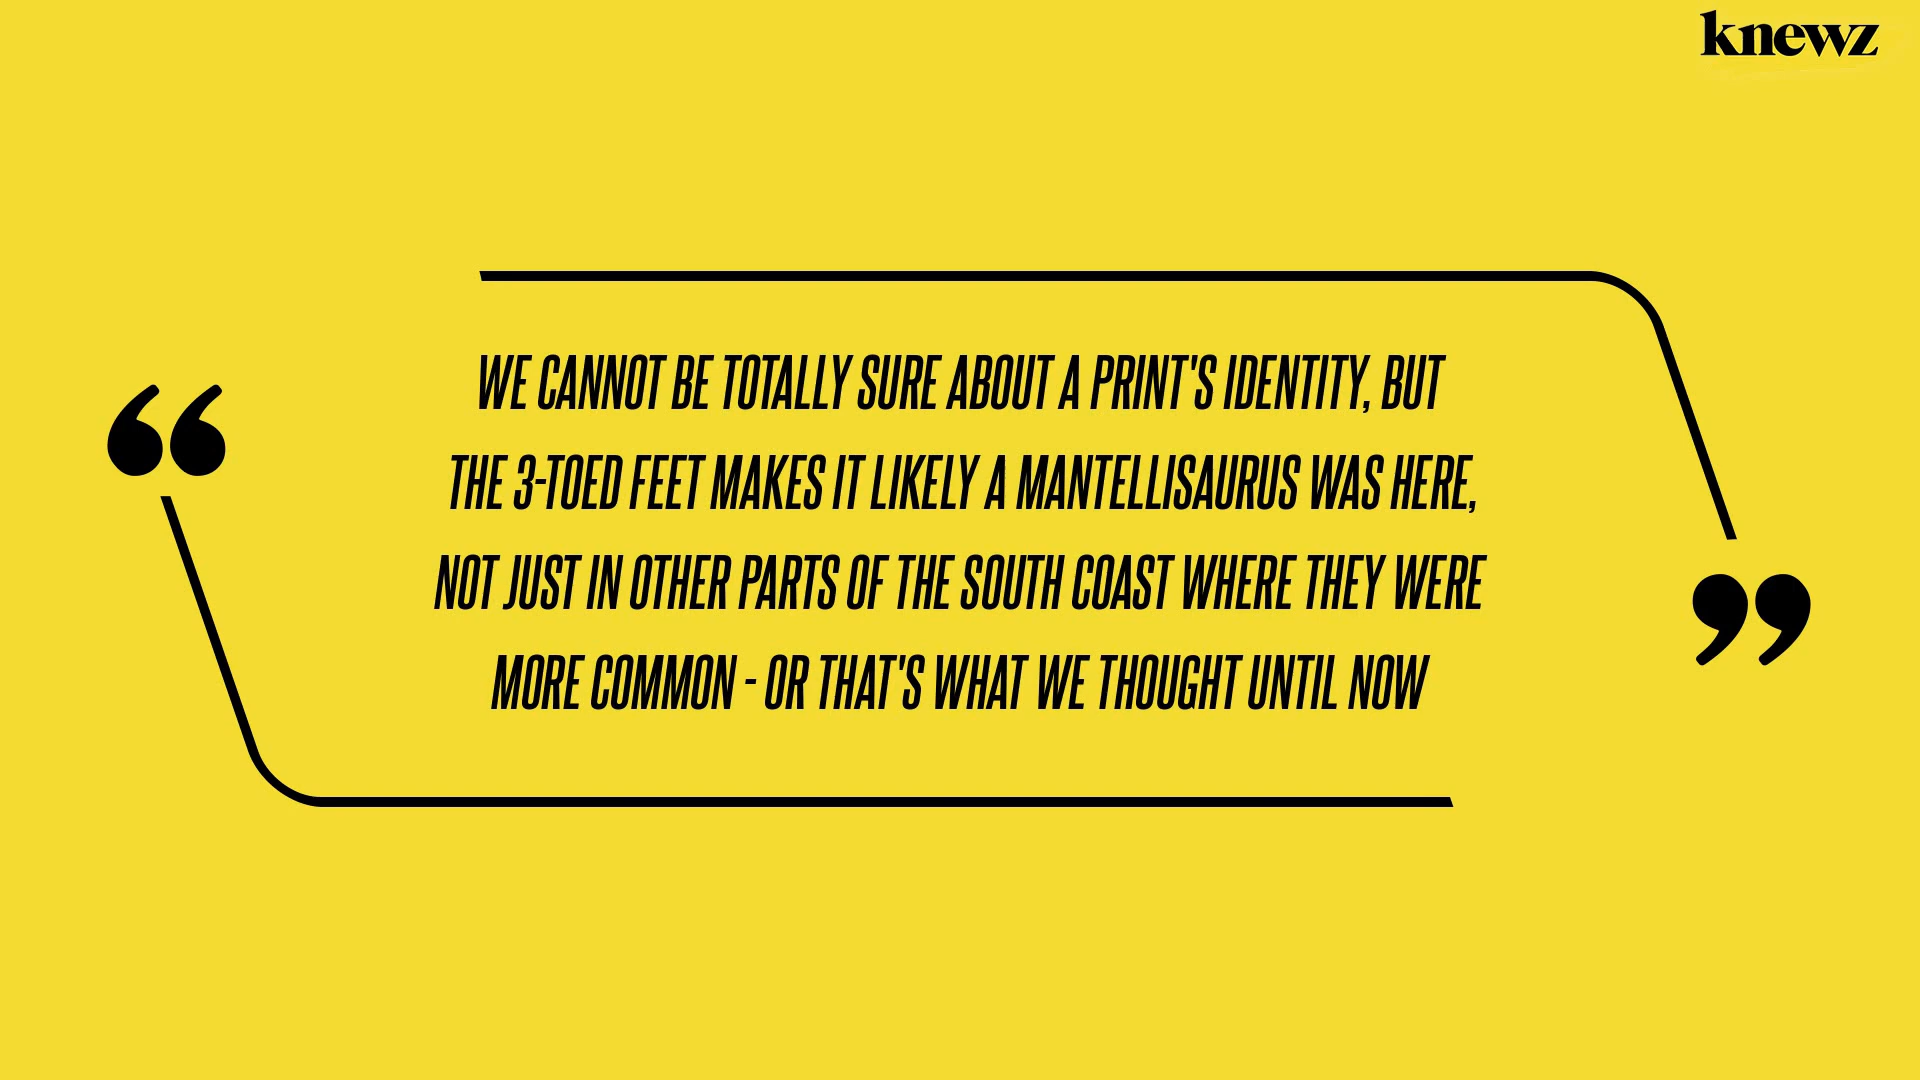 knewz
WE CANNOT BE TOTALLY SURE ABOUT A PRINT'S IDENTITY, BUT
THE 3-TOED FEET MAKES IT LIKELY A MANTELLISAURUS WAS HERE,
NOT JUST IN OTHER PARTS OF THE SOUTH COAST WHERE THEY WERE
MORE COMMON - OR THAT'S WHAT WE THOUGHT UNTIL NOW